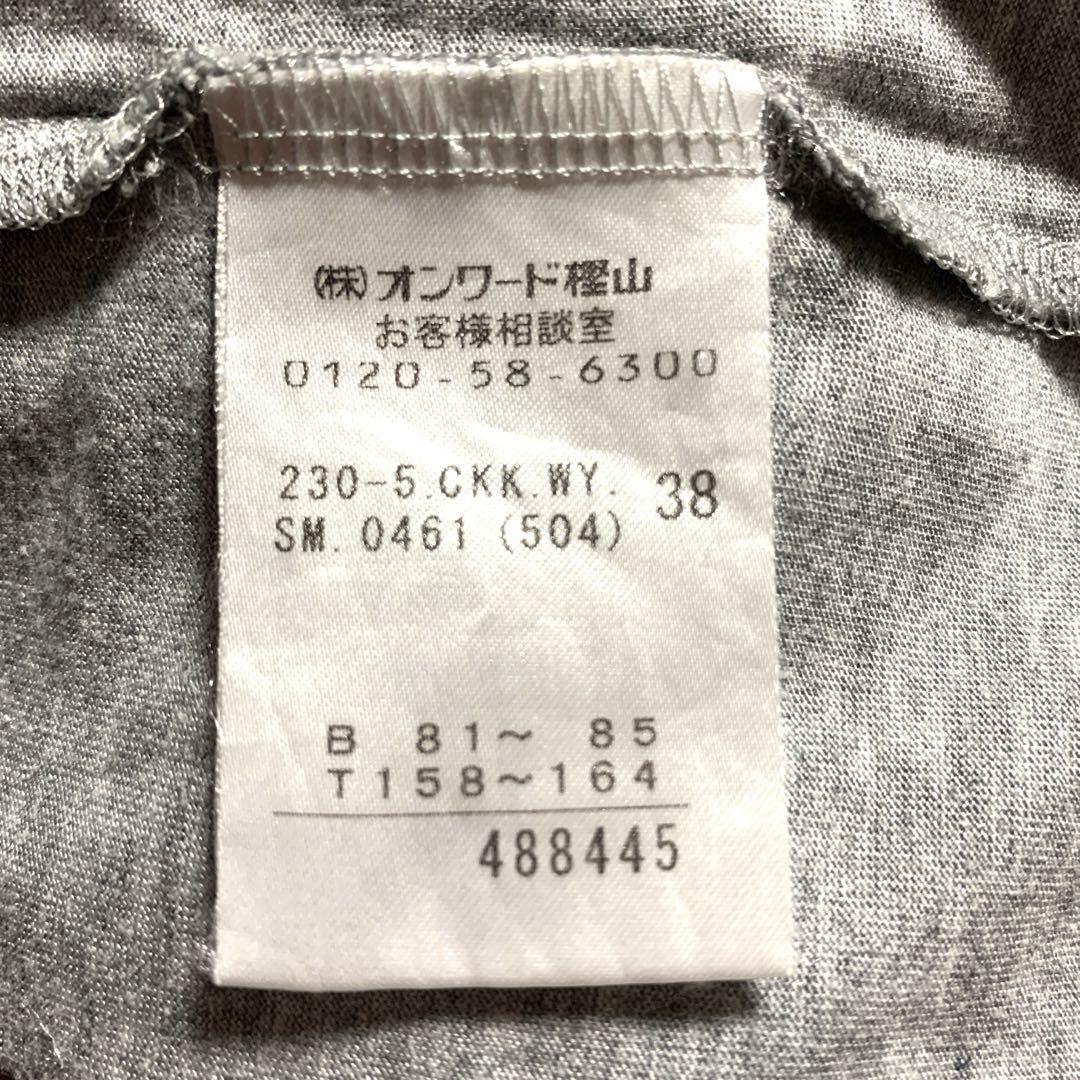 (株)オンワード樫山
お客様相談室
0120-58-6300
230-5.CKK.WY. 38
SM.0461(504)
B 81~ 85
T158~164
488445